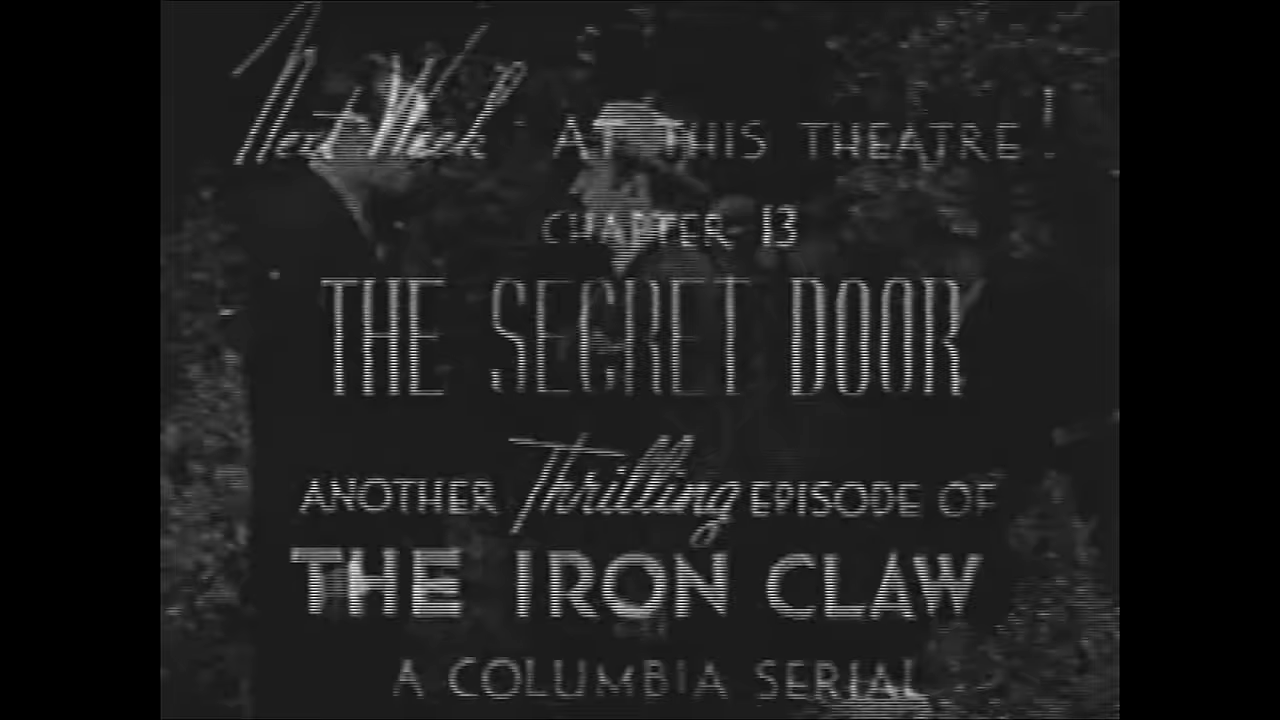 Next Week AT THIS THEATRE!
CHAPTER 13
THE SECRET DOOR
ANOTHER Thrilling EPISODE OF
THE IRON CLAW
A COLUMBIA SERIAL